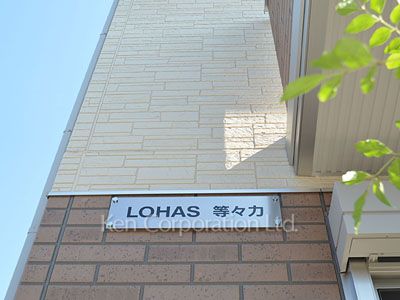 LOHAS 等々力
Ken Corporation Ltd.